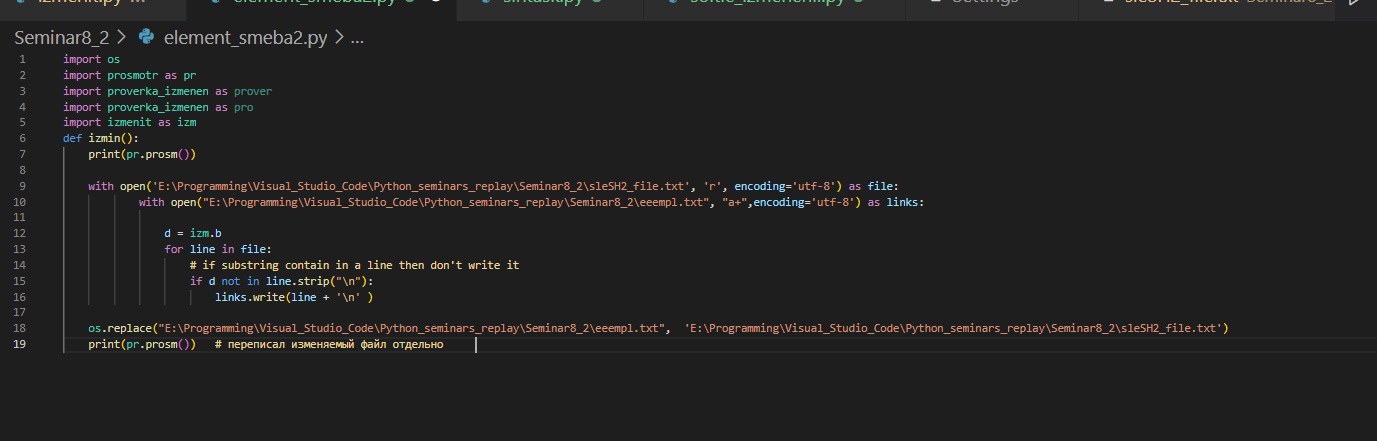 element_smeba2.py
Seminar8_2 > element_smeba2.py > ...
1 import os
2 import prosmotr as pr
3 import proverka_izmenen as prover
4 import proverka_izmenen as pro
5 import izmenit as izm
6 def izmin():
7 print(pr.prosm())
8
9 with open('E:\Programming\Visual_Studio_Code\Python_seminars_replay\Seminar8_2\sleSH2_file.txt', 'r', encoding='utf-8') as file:
10 with open("E:\Programming\Visual_Studio_Code\Python_seminars_replay\Seminar8_2\eeempl.txt", "a+",encoding='utf-8') as links:
11
12 d = izm.b
13 for line in file:
14 # if substring contain in a line then don't write it
15 if d not in line.strip("\n"):
16 links.write(line + '\n' )
17
18 os.replace("E:\Programming\Visual_Studio_Code\Python_seminars_replay\Seminar8_2\eeempl.txt", 'E:\Programming\Visual_Studio_Code\Python_seminars_replay\Seminar8_2\sleSH2_file.txt')
19 print(pr.prosm()) # переписал изменяемый файл отдельно